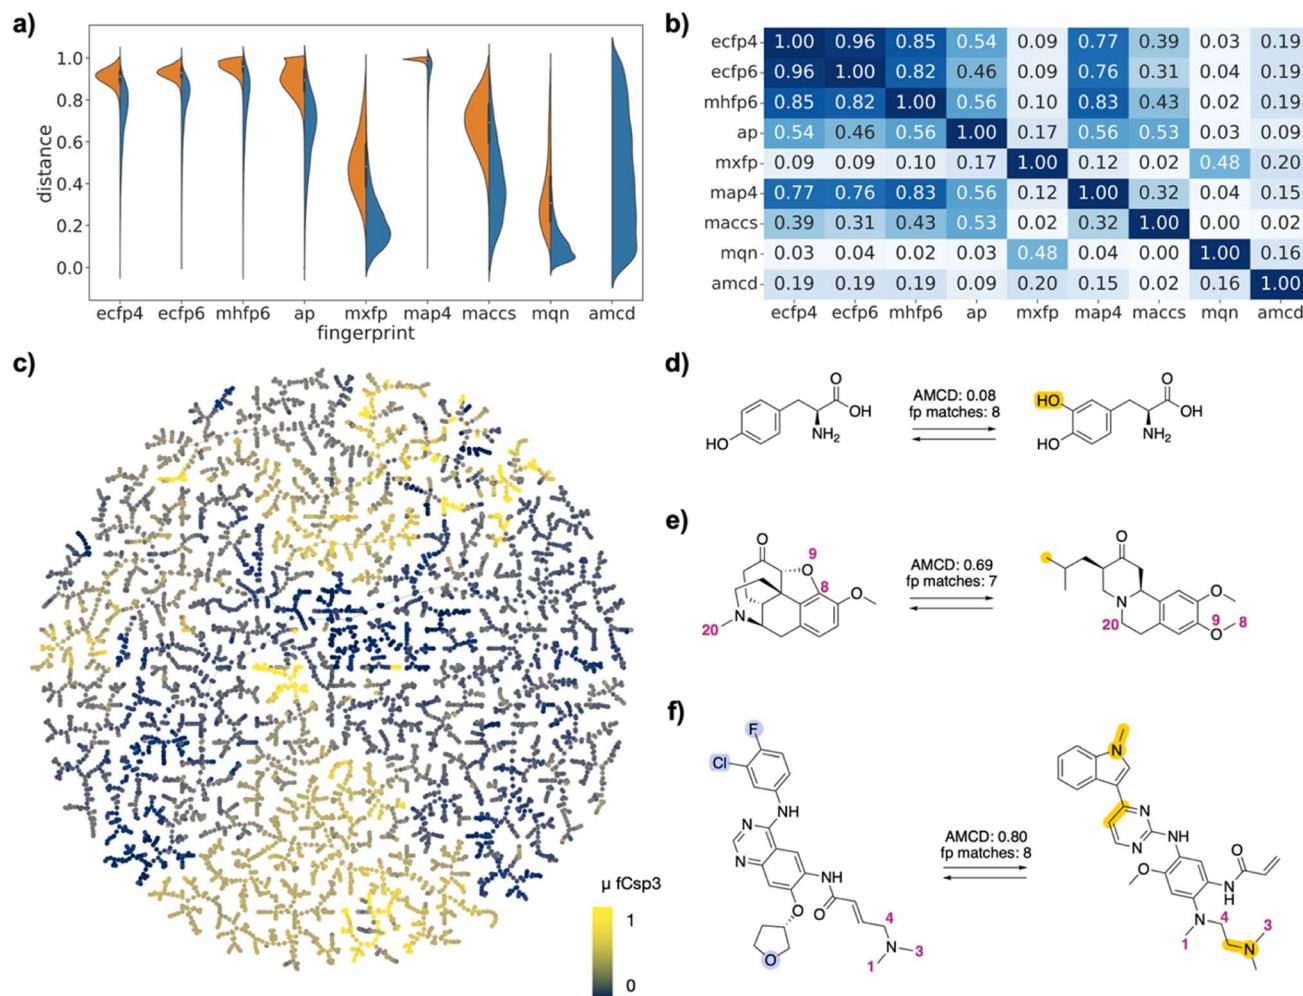 a)
distance
1.0
0.8
0.6
0.4
0.2
0.0
ecfp4 ecfp6 mhfp6 ap mxfp map4 maccs mqn amcd
fingerprint
b)
ecfp4 1.00 0.96 0.85 0.54 0.09 0.77 0.39 0.03 0.19
ecfp6 0.96 1.00 0.82 0.46 0.09 0.76 0.31 0.04 0.19
mhfp6 0.85 0.82 1.00 0.56 0.10 0.83 0.43 0.02 0.19
ap 0.54 0.46 0.56 1.00 0.17 0.56 0.53 0.03 0.09
mxfp 0.09 0.09 0.10 0.17 1.00 0.12 0.02 0.48 0.20
map4 0.77 0.76 0.83 0.56 0.12 1.00 0.32 0.04 0.15
maccs 0.39 0.31 0.43 0.53 0.02 0.32 1.00 0.00 0.02
mqn 0.03 0.04 0.02 0.03 0.48 0.04 0.00 1.00 0.16
amcd 0.19 0.19 0.19 0.09 0.20 0.15 0.02 0.16 1.00
ecfp4 ecfp6 mhfp6 ap mxfp map4 maccs mqn amcd
c)
μ fCsp3
1
0
d)
O
OH
NH2
HO
AMCD: 0.08
fp matches: 8
O
HO
OH
HO
NH2
e)
O
9
O
8
O
N
20
AMCD: 0.69
fp matches: 7
O
N
20
O
9
O
8
f)
F
Cl
NH
N
N
NH
O
O
O
4
N
3
1
AMCD: 0.80
fp matches: 8
N
N
N
NH
O
O
NH
N
4
1
N
3